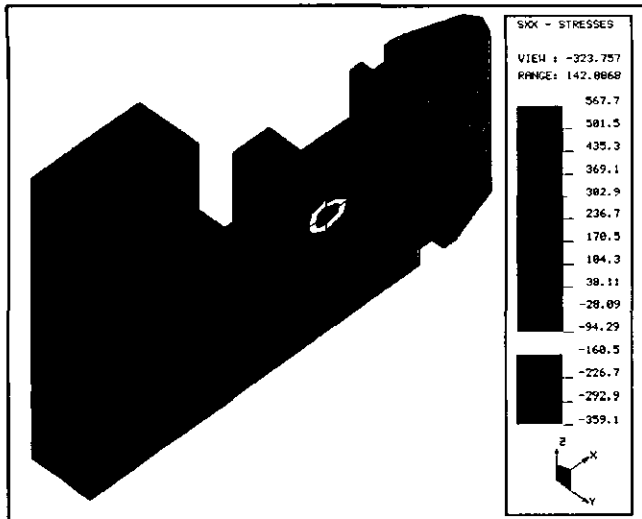 SXX - STRESSES
VIEW : -323.757
RANGE: 142.0068
567.7
501.5
435.3
369.1
302.9
236.7
170.5
104.3
38.11
-28.09
-94.29
-160.5
-226.7
-292.9
-359.1
Z
X
Y